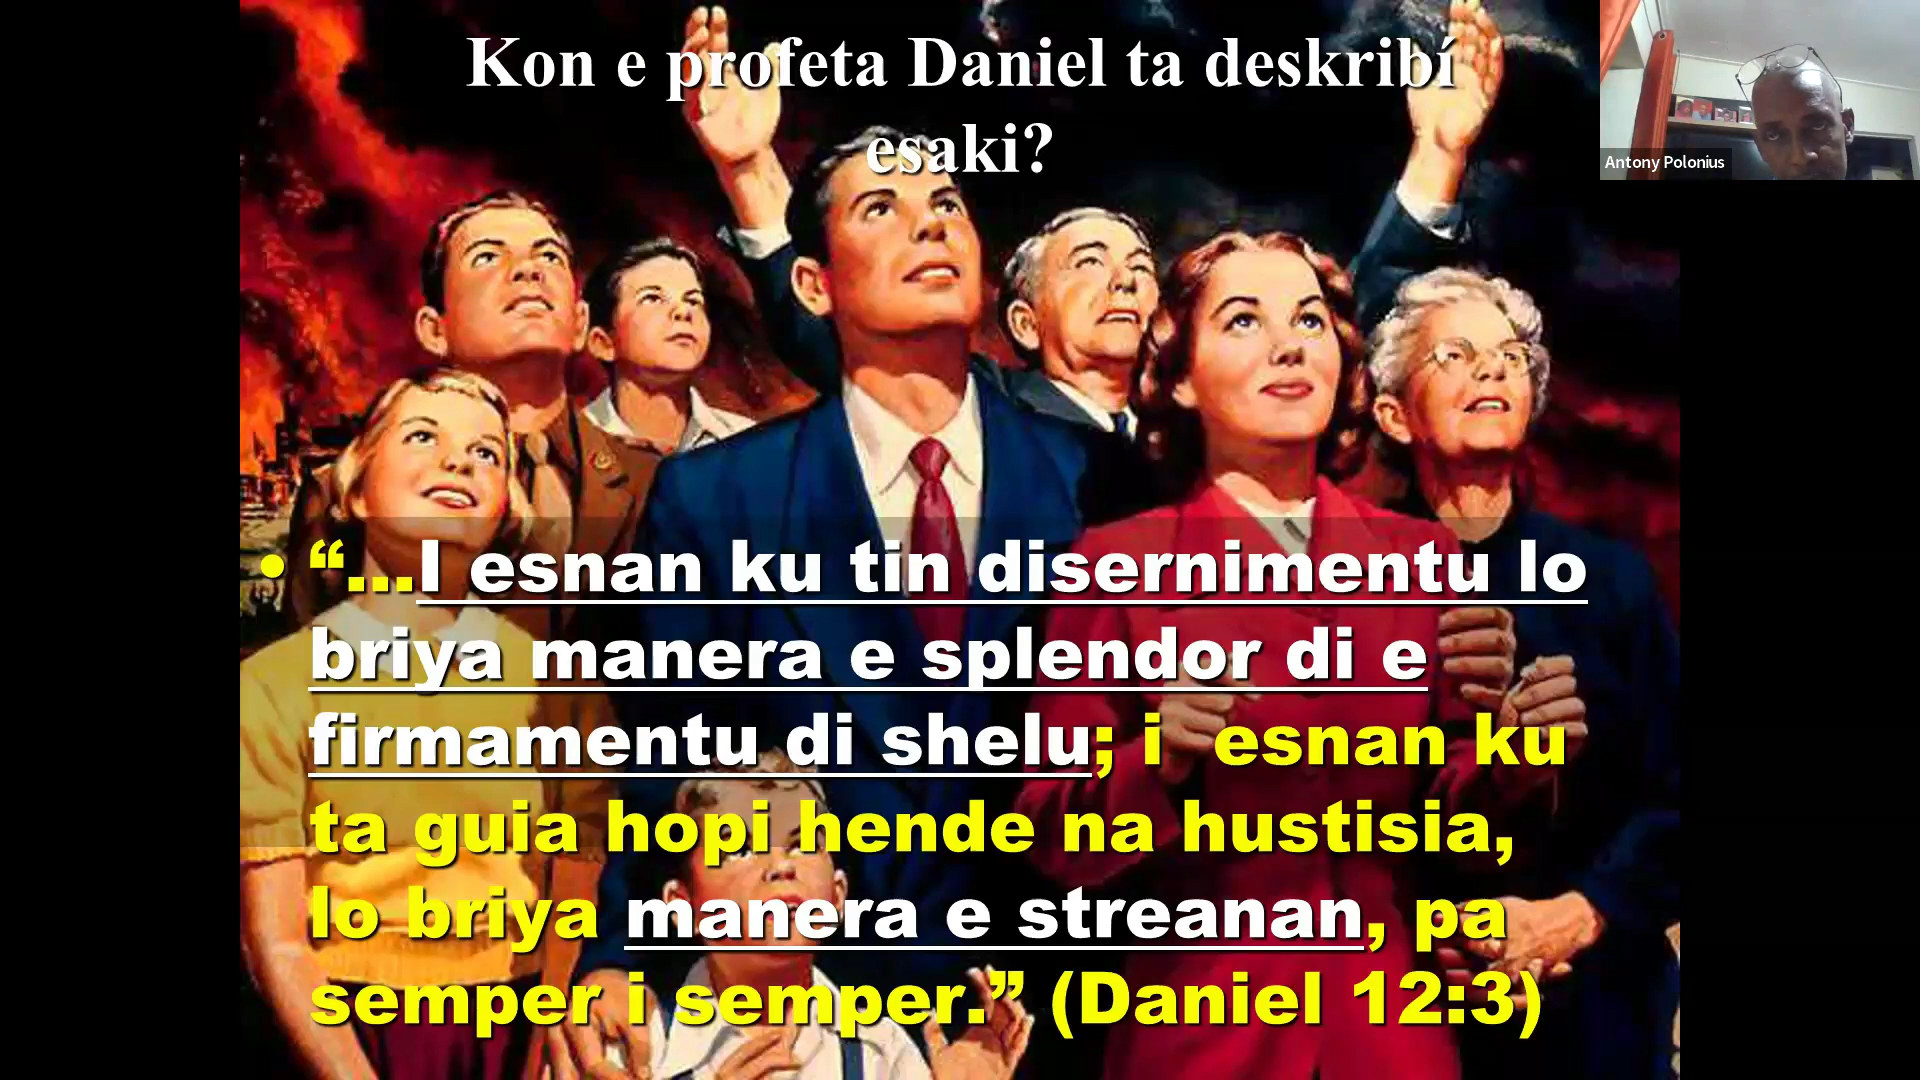 Kon e profeta Daniel ta deskribí
esaki?
Antony Polonius
• “...I esnan ku tin disernimentu lo
briya manera e splendor di e
firmamentu di shelu; i esnan ku
ta guia hopi hende na hustisia,
lo briya manera e streanan, pa
semper i semper.” (Daniel 12:3)